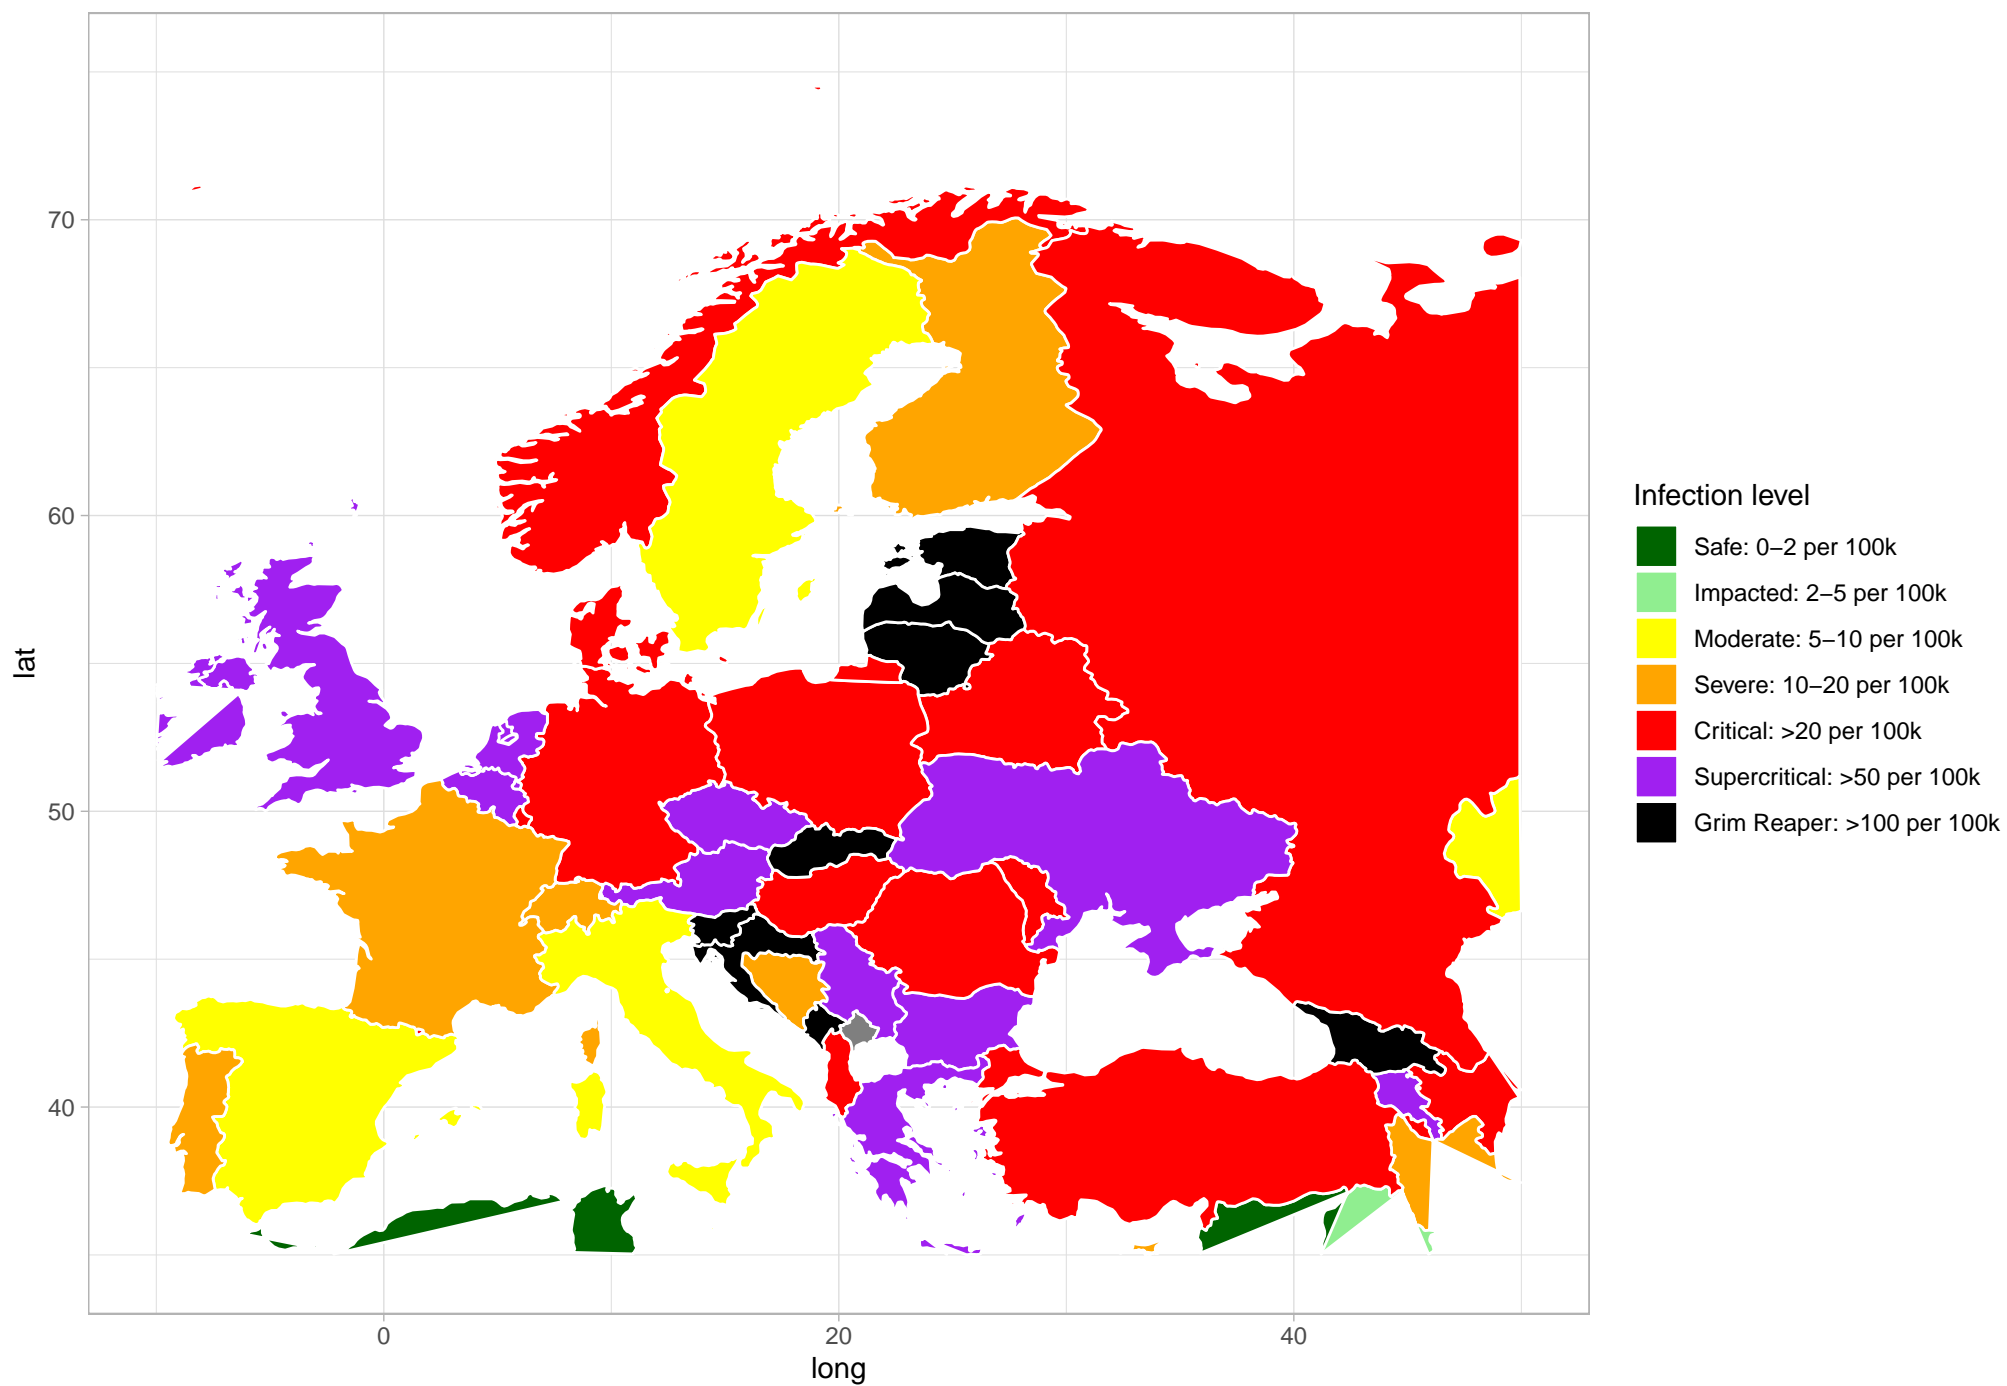 70
60
50
40
lat
0
20
40
long
Infection level
Safe: 0–2 per 100k
Impacted: 2–5 per 100k
Moderate: 5–10 per 100k
Severe: 10–20 per 100k
Critical: >20 per 100k
Supercritical: >50 per 100k
Grim Reaper: >100 per 100k